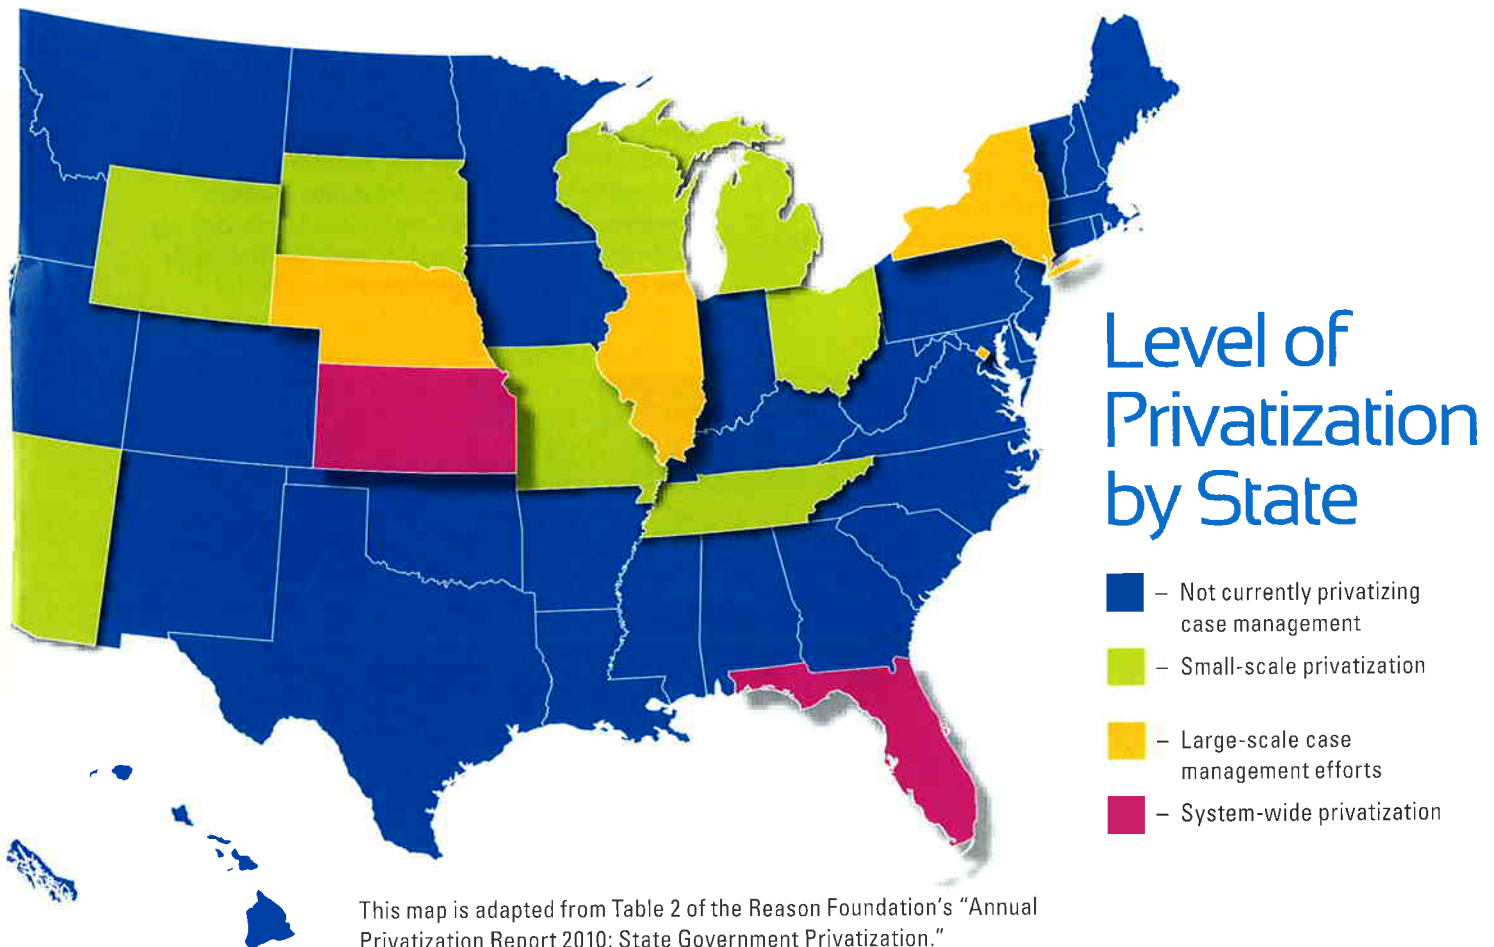 Level of
Privatization
by State
– Not currently privatizing
case management
– Small-scale privatization
– Large-scale case
management efforts
– System-wide privatization
This map is adapted from Table 2 of the Reason Foundation's "Annual
Privatization Report 2010: State Government Privatization."